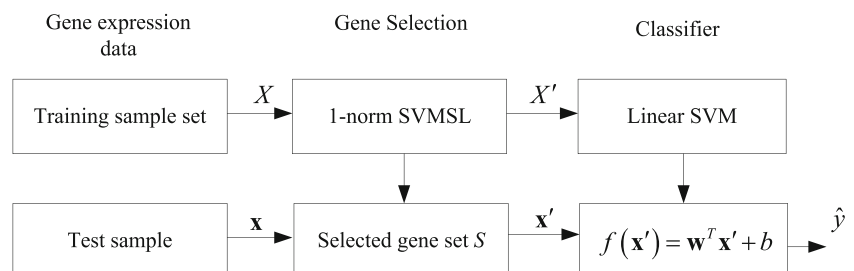 Gene expression
data
Gene Selection
Classifier
Training sample set
X
1-norm SVMSL
X′
Linear SVM
Test sample
x
Selected gene set S
x′
f(x′) = wᵀx′ + b
ŷ